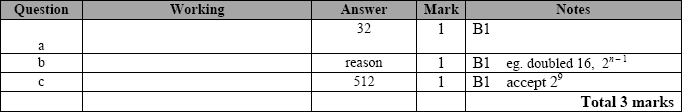 Question Working Answer Mark Notes
a 32 1 B1
b reason 1 B1 eg. doubled 16, 2^{n−1}
c 512 1 B1 accept 2^9
Total 3 marks